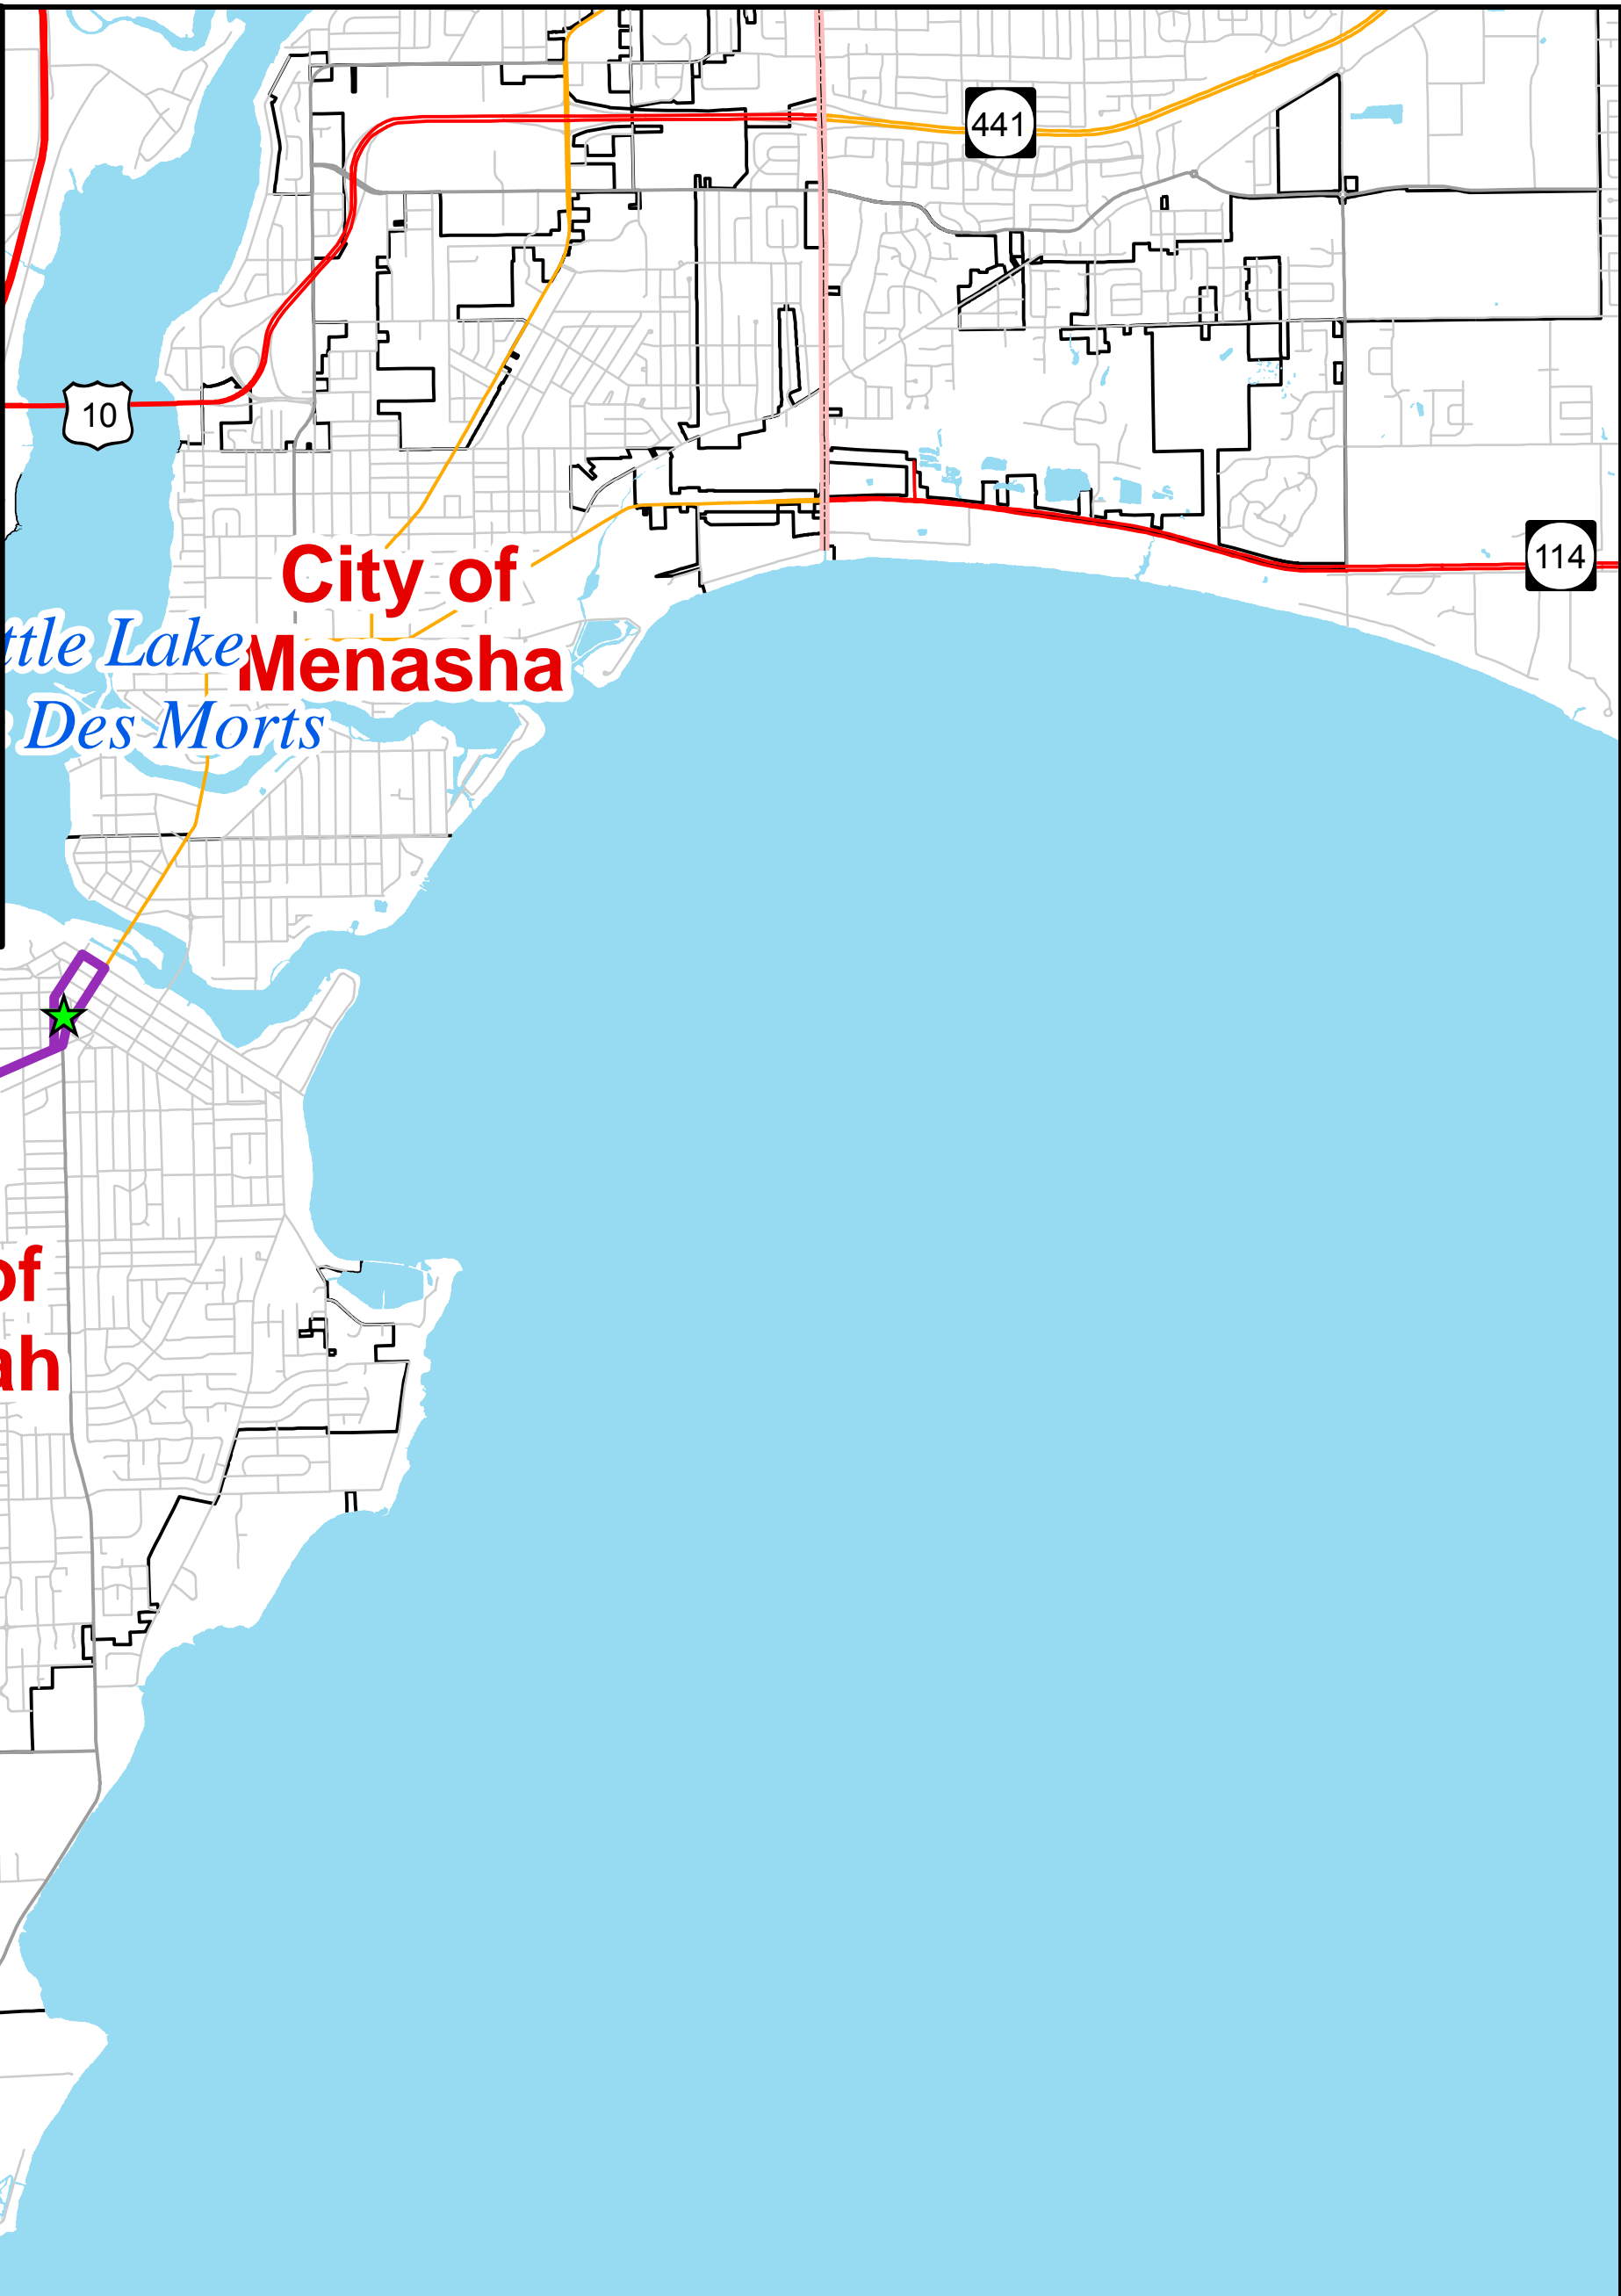 441
10
114
City of
Menasha
ttle Lake
Des Morts
of
ah